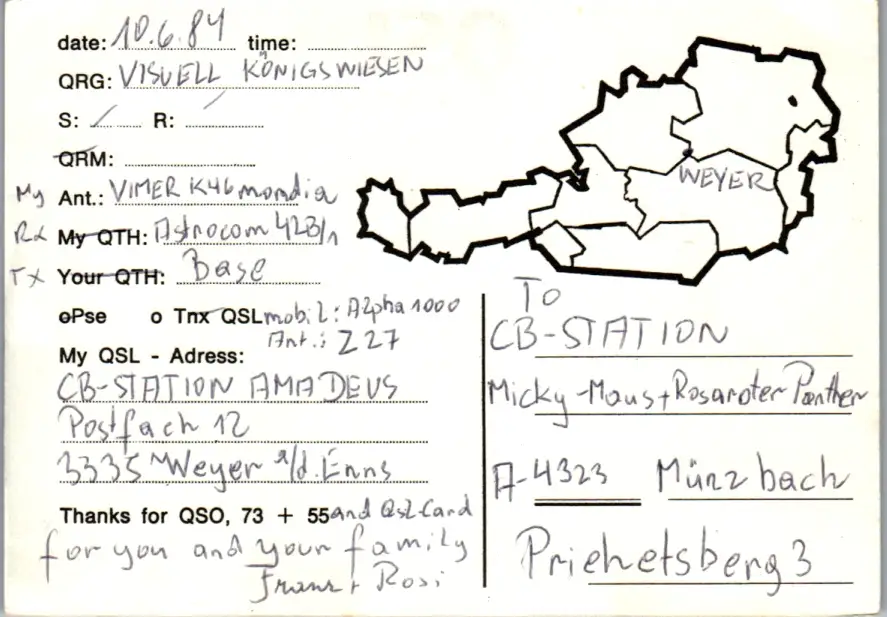 date: 10.6.84 time:
QRG: VISUELL KÖNIGSWIESEN
S: / R: /
QRM:
My Ant.: VIMER K46 mondia
RX My QTH: Astrocom 423/1
TX Your QTH: Base
o Pse o Tnx QSL mobil: Alpha 1000
Ant.: Z27
My QSL - Adress:
CB-STATION AMADEUS
Postfach 12
3335 Weyer a/d. Enns
Thanks for QSO, 73 + 55 and Qsl-Card
for you and your family
Franz + Rosi
WEYER
To
CB-STATION
Micky-Maus + Rosaroter Panther
A-4323 Münzbach
Priehetsberg 3